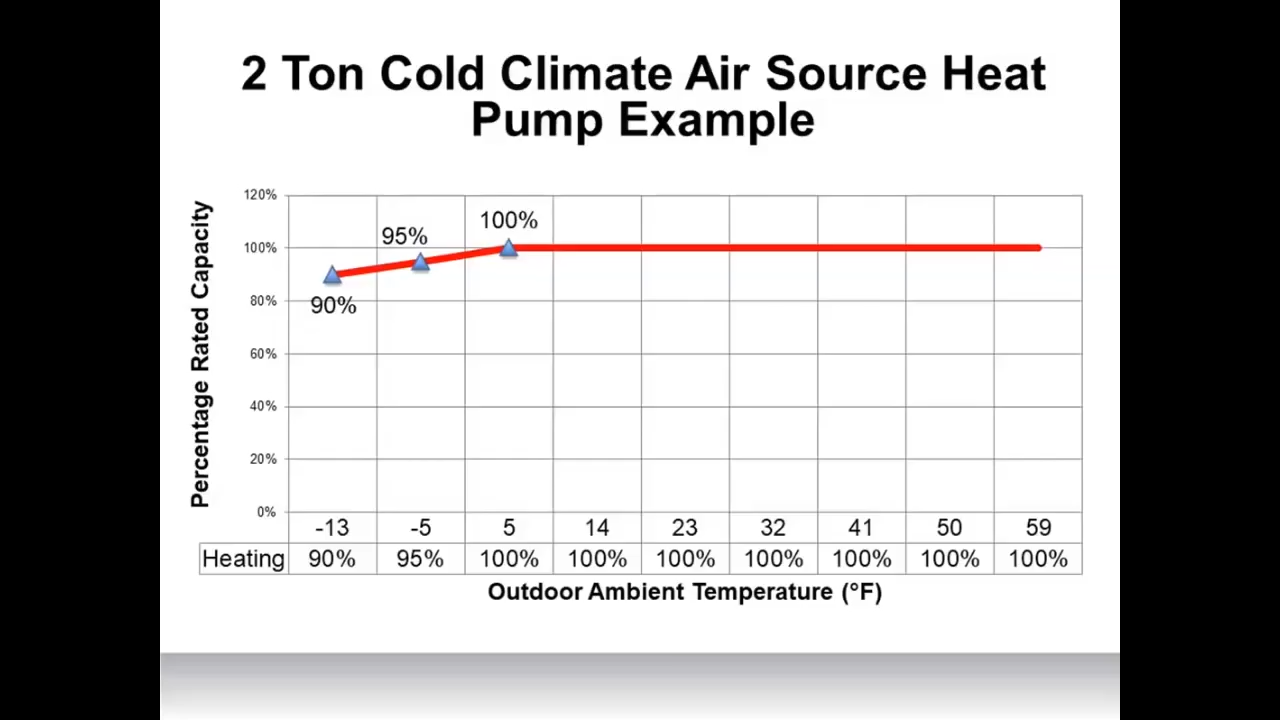 2 Ton Cold Climate Air Source Heat
Pump Example
Percentage Rated Capacity
120%
100%
80%
60%
40%
20%
0%
90%
95%
100%
-13 -5 5 14 23 32 41 50 59
Heating 90% 95% 100% 100% 100% 100% 100% 100% 100%
Outdoor Ambient Temperature (°F)